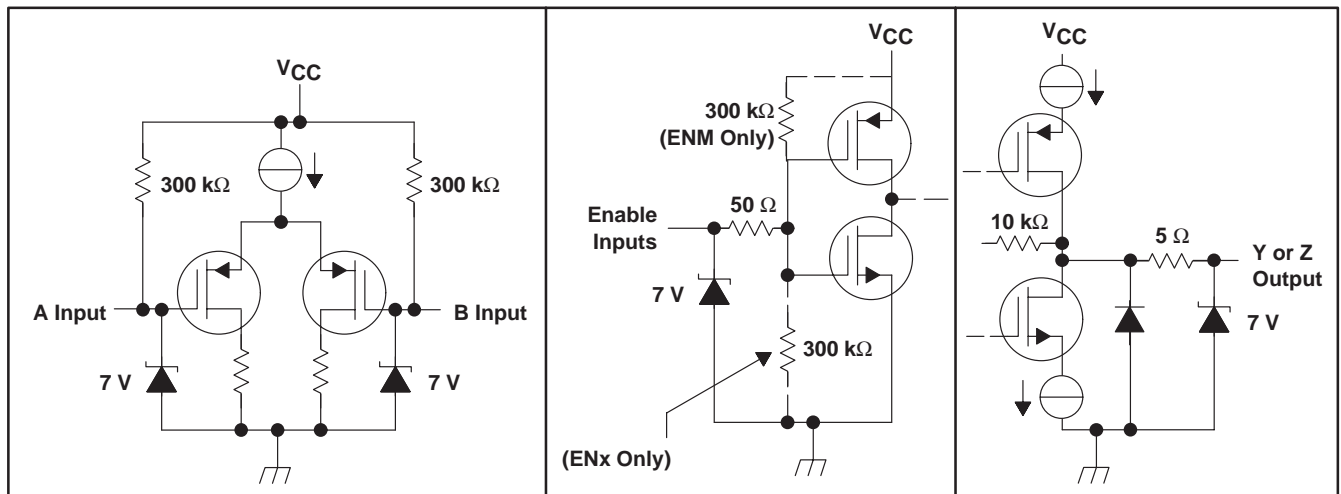 VCC
300 kΩ
300 kΩ
A Input
B Input
7 V
7 V
VCC
300 kΩ
(ENM Only)
50 Ω
Enable
Inputs
7 V
300 kΩ
(ENx Only)
VCC
10 kΩ
5 Ω
Y or Z
Output
7 V